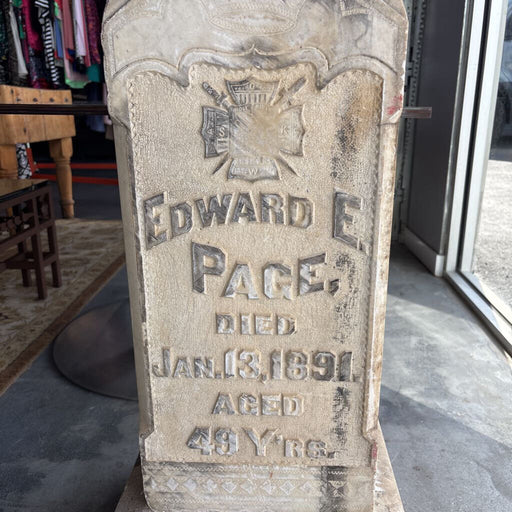 EDWARD E.
PAGE,
DIED
JAN. 13, 1891.
AGED
49 Y'RS.